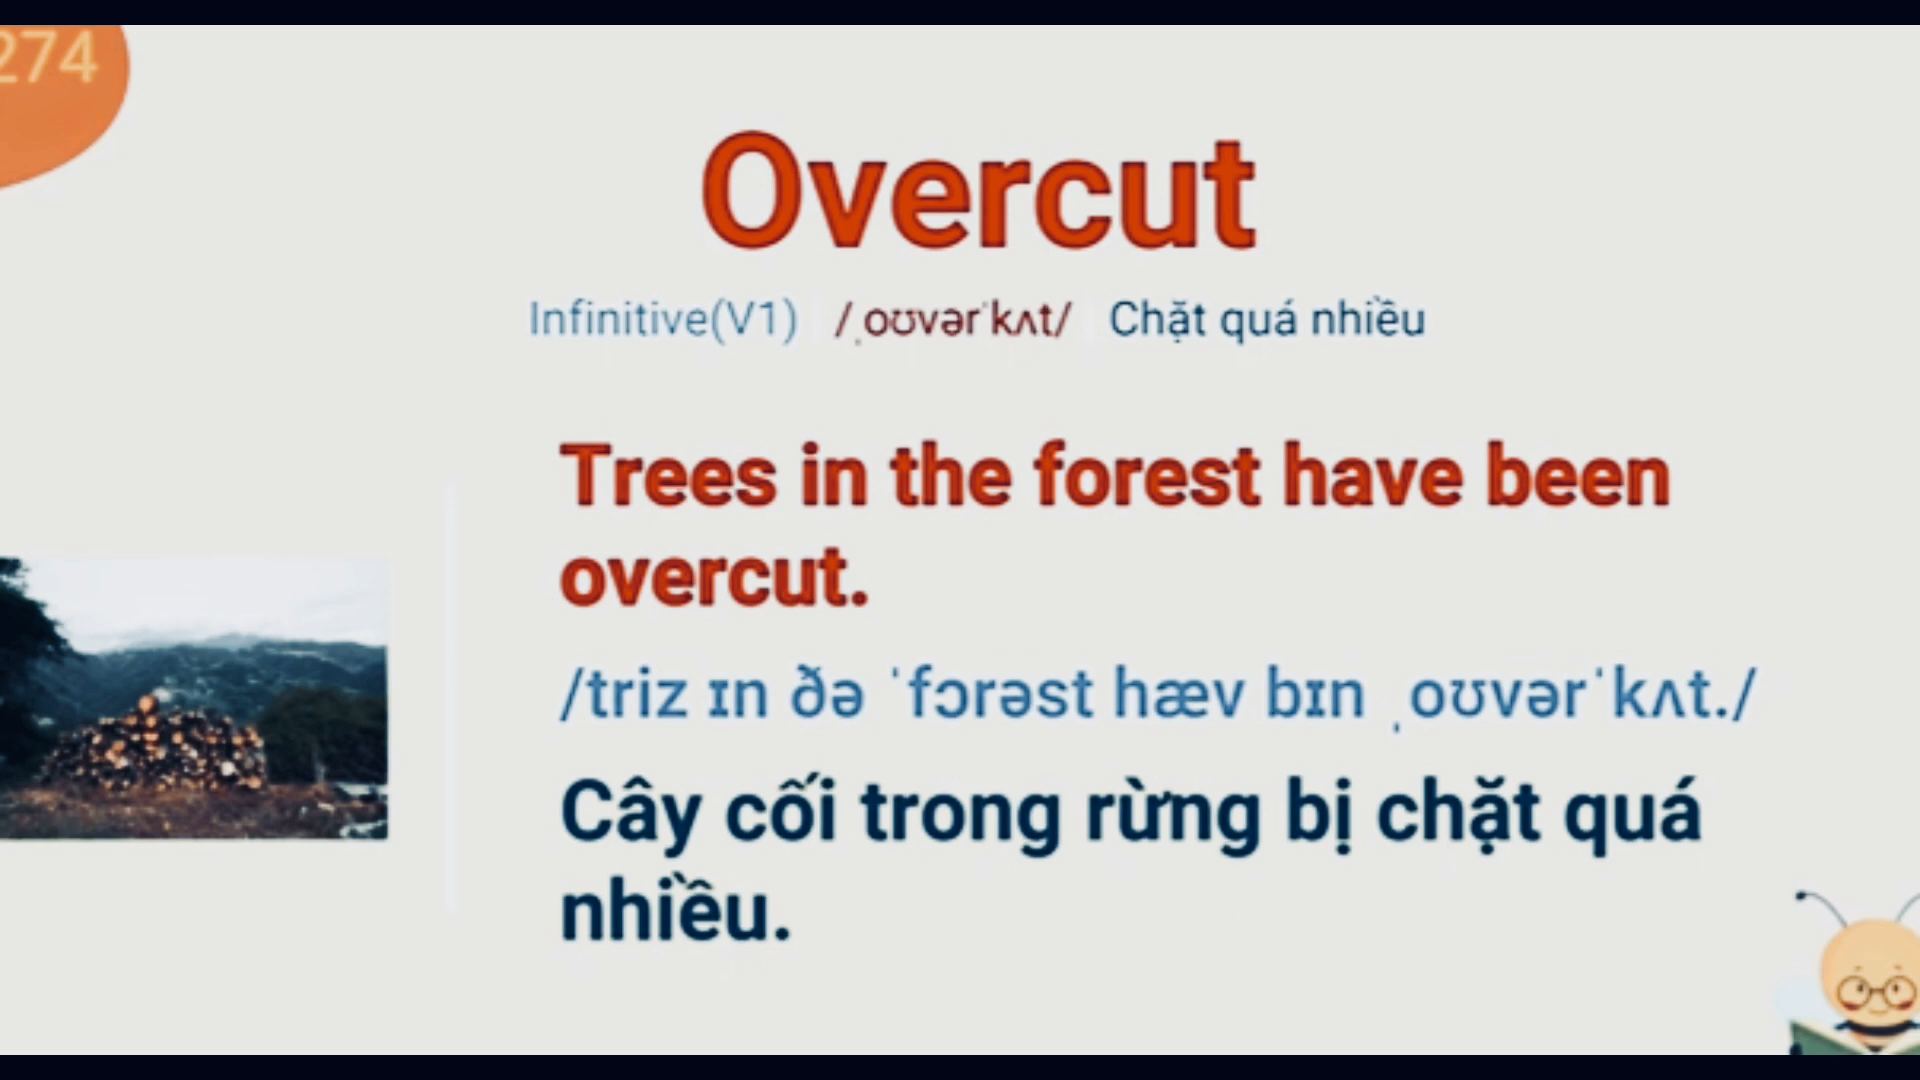 274
Overcut
Infinitive(V1) /ˌoʊvərˈkʌt/ Chặt quá nhiều
Trees in the forest have been
overcut.
/triz ɪn ðə ˈfɔrəst hæv bɪn ˌoʊvərˈkʌt./
Cây cối trong rừng bị chặt quá
nhiều.